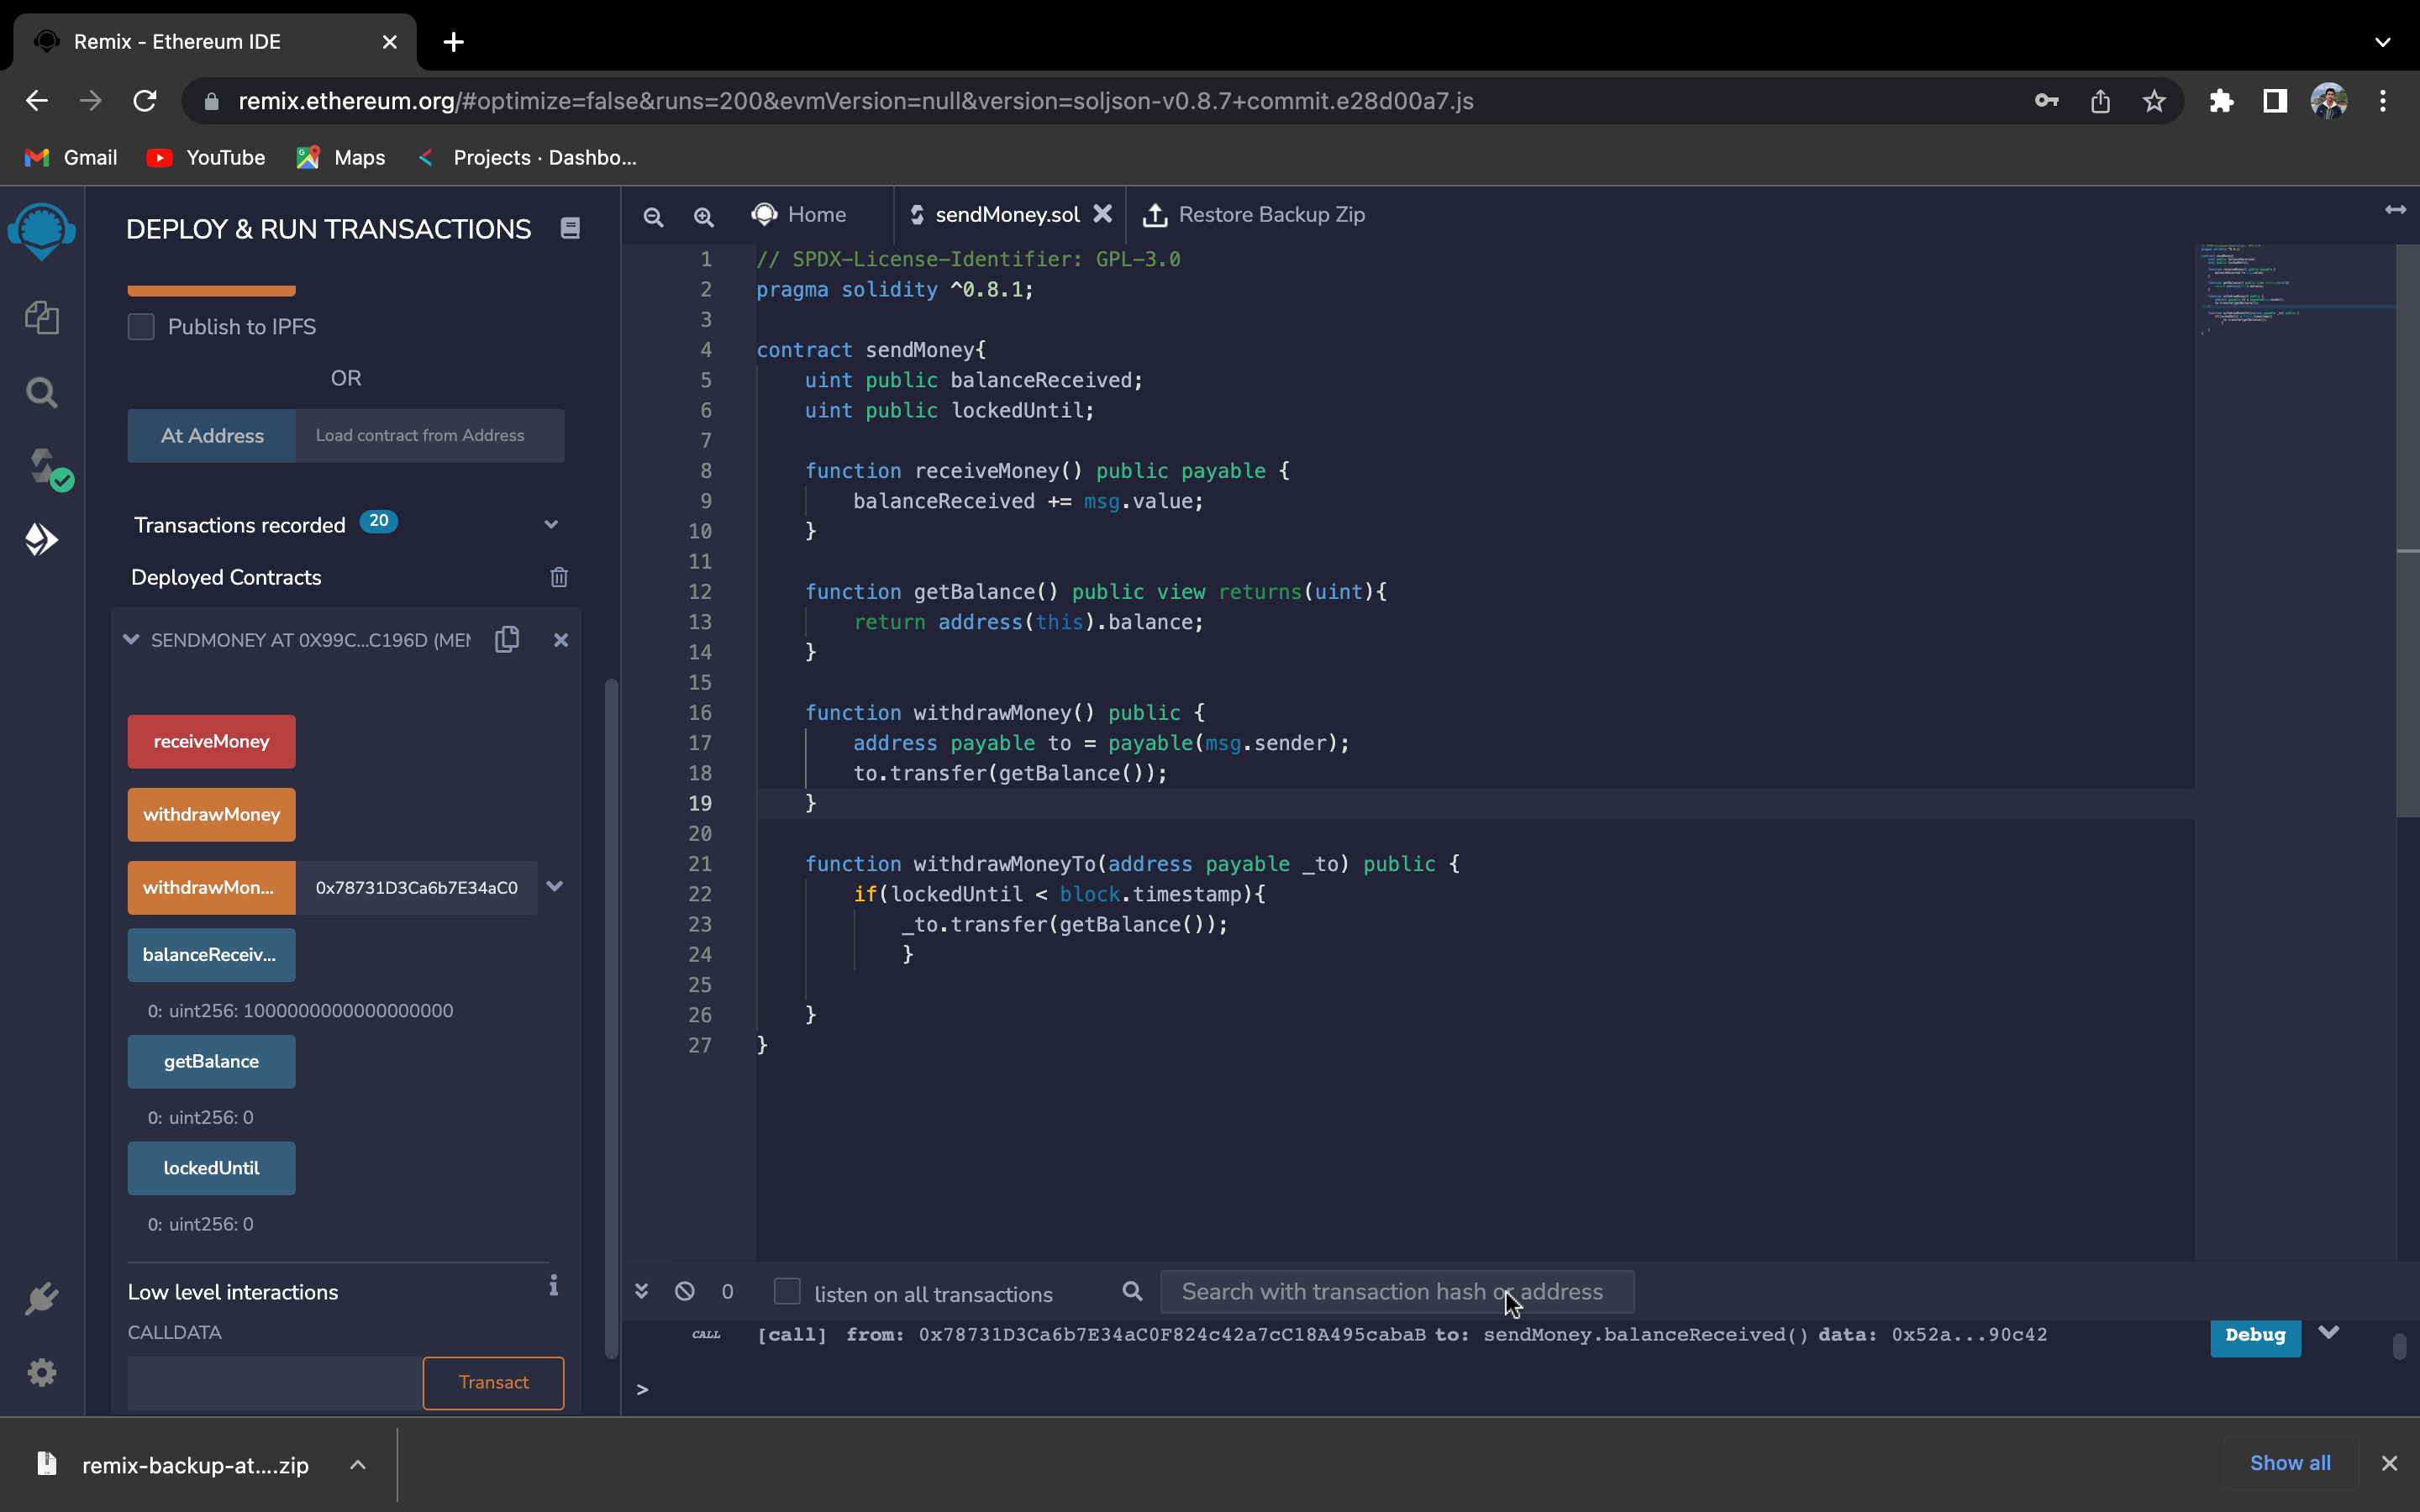 Remix - Ethereum IDE
remix.ethereum.org/#optimize=false&runs=200&evmVersion=null&version=soljson-v0.8.7+commit.e28d00a7.js
Gmail YouTube Maps Projects · Dashbo...
DEPLOY & RUN TRANSACTIONS
Publish to IPFS
OR
At Address Load contract from Address
Transactions recorded 20
Deployed Contracts
SENDMONEY AT 0X99C...C196D (MEM
receiveMoney
withdrawMoney
withdrawMon... 0x78731D3Ca6b7E34aC0
balanceReceiv...
0: uint256: 1000000000000000000
getBalance
0: uint256: 0
lockedUntil
0: uint256: 0
Low level interactions
CALLDATA
Transact
Home sendMoney.sol Restore Backup Zip
1 // SPDX-License-Identifier: GPL-3.0
2 pragma solidity ^0.8.1;
3
4 contract sendMoney{
5 uint public balanceReceived;
6 uint public lockedUntil;
7
8 function receiveMoney() public payable {
9 balanceReceived += msg.value;
10 }
11
12 function getBalance() public view returns(uint){
13 return address(this).balance;
14 }
15
16 function withdrawMoney() public {
17 address payable to = payable(msg.sender);
18 to.transfer(getBalance());
19 }
20
21 function withdrawMoneyTo(address payable _to) public {
22 if(lockedUntil < block.timestamp){
23 _to.transfer(getBalance());
24 }
25
26 }
27 }
0 listen on all transactions Search with transaction hash or address
CALL [call] from: 0x78731D3Ca6b7E34aC0F824c42a7cC18A495cabaB to: sendMoney.balanceReceived() data: 0x52a...90c42 Debug
>
remix-backup-at....zip Show all